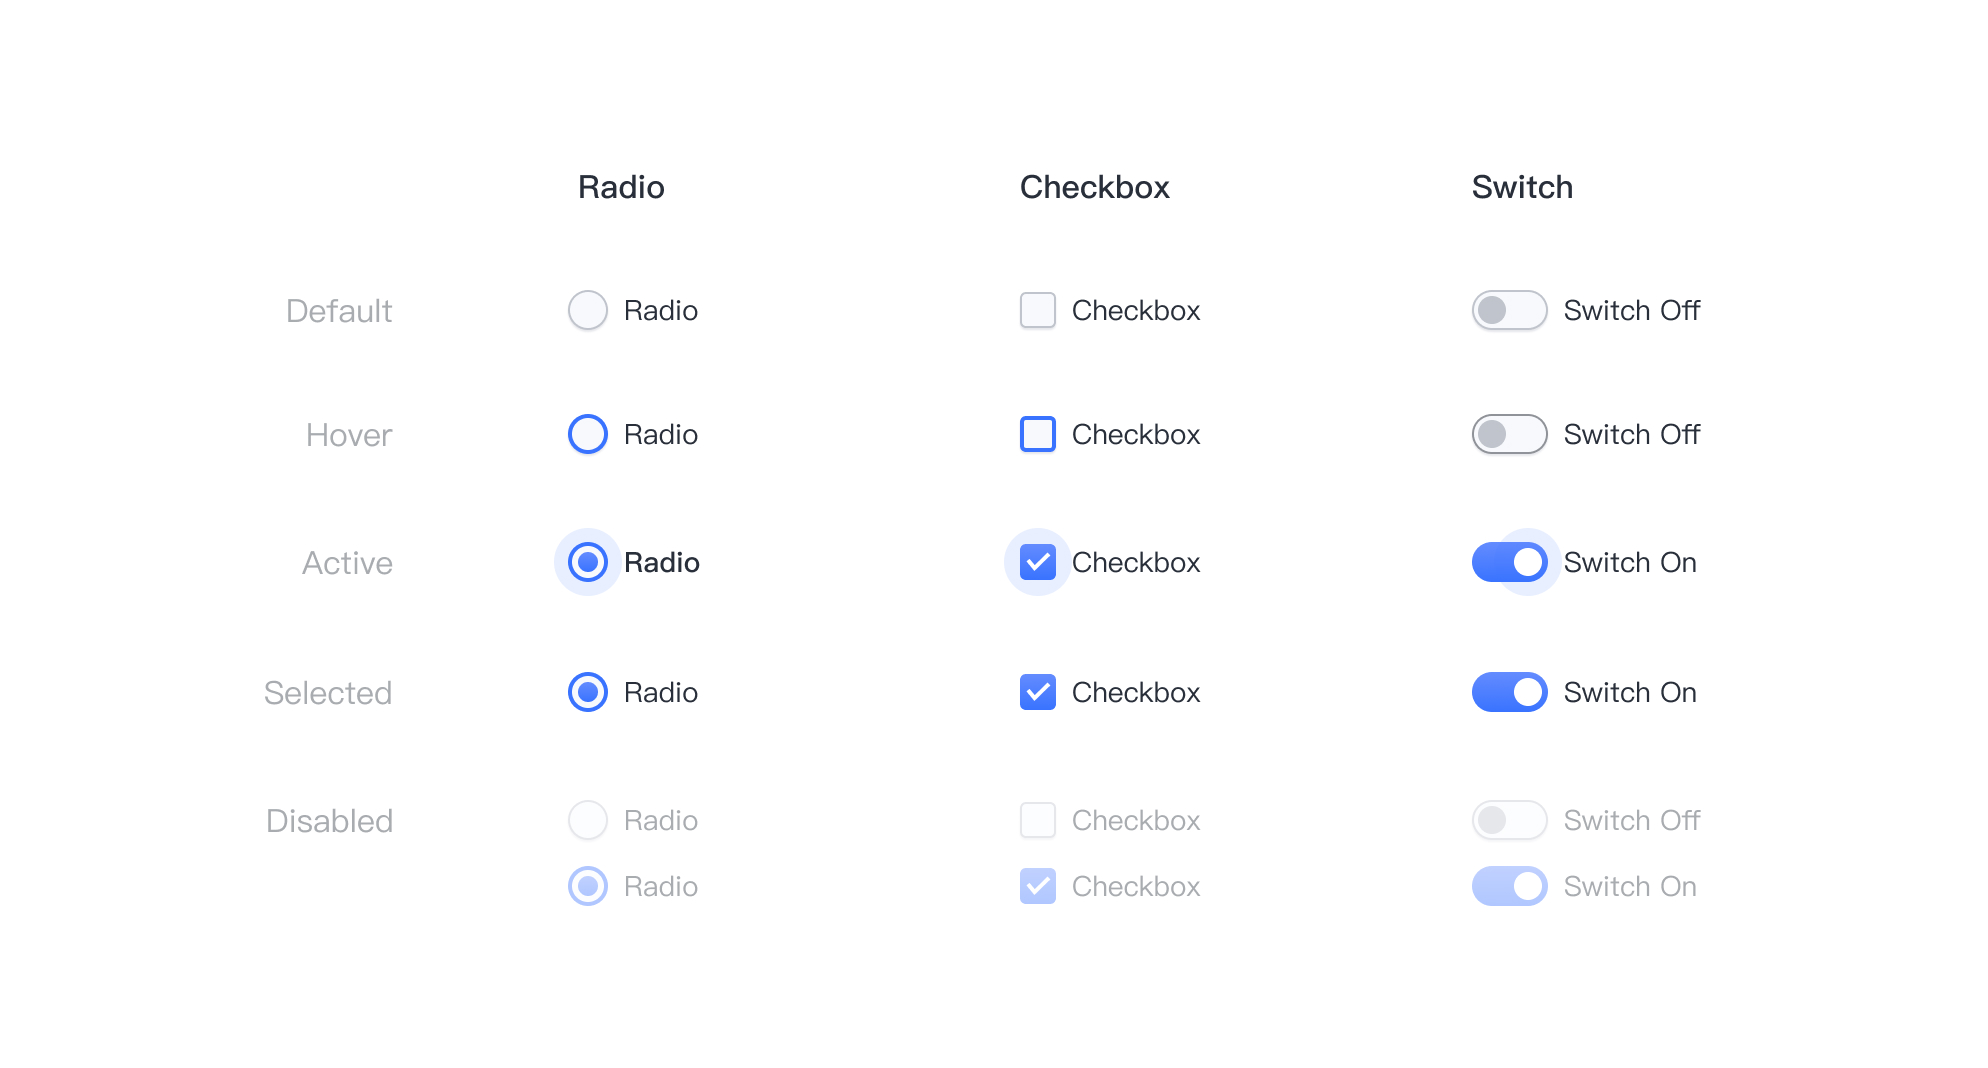 Radio Checkbox Switch
Default Radio Checkbox Switch Off
Hover Radio Checkbox Switch Off
Active Radio Checkbox Switch On
Selected Radio Checkbox Switch On
Disabled Radio Checkbox Switch Off
Radio Checkbox Switch On